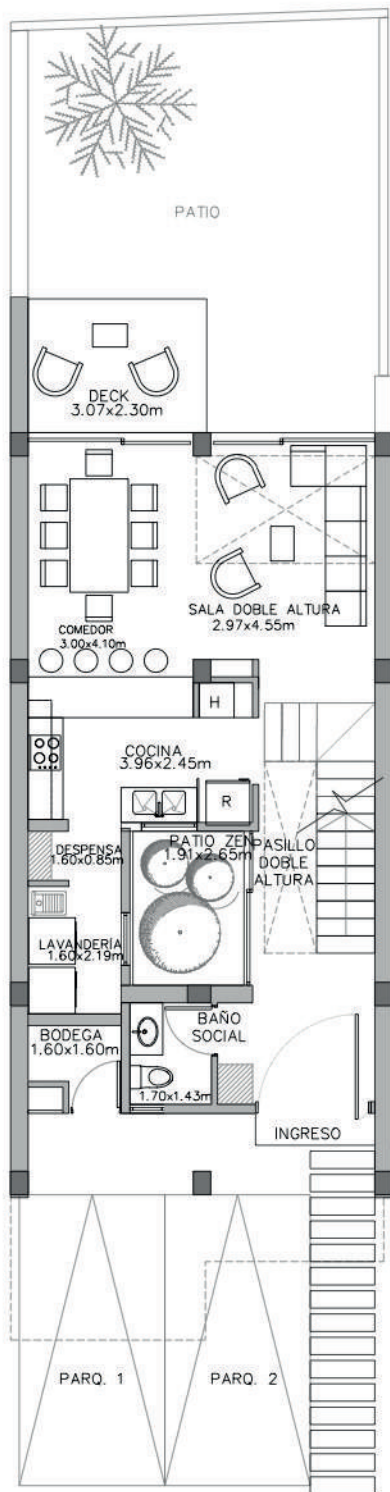 PATIO
DECK
3.07x2.30m
SALA DOBLE ALTURA
2.97x4.55m
COMEDOR
3.00x4.10m
H
COCINA
3.96x2.45m
R
DESPENSA
1.60x0.85m
PATIO ZEN
1.91x2.65m
PASILLO
DOBLE
ALTURA
LAVANDERÍA
1.60x2.19m
BAÑO
SOCIAL
BODEGA
1.60x1.60m
1.70x1.43m
INGRESO
PARQ. 1
PARQ. 2